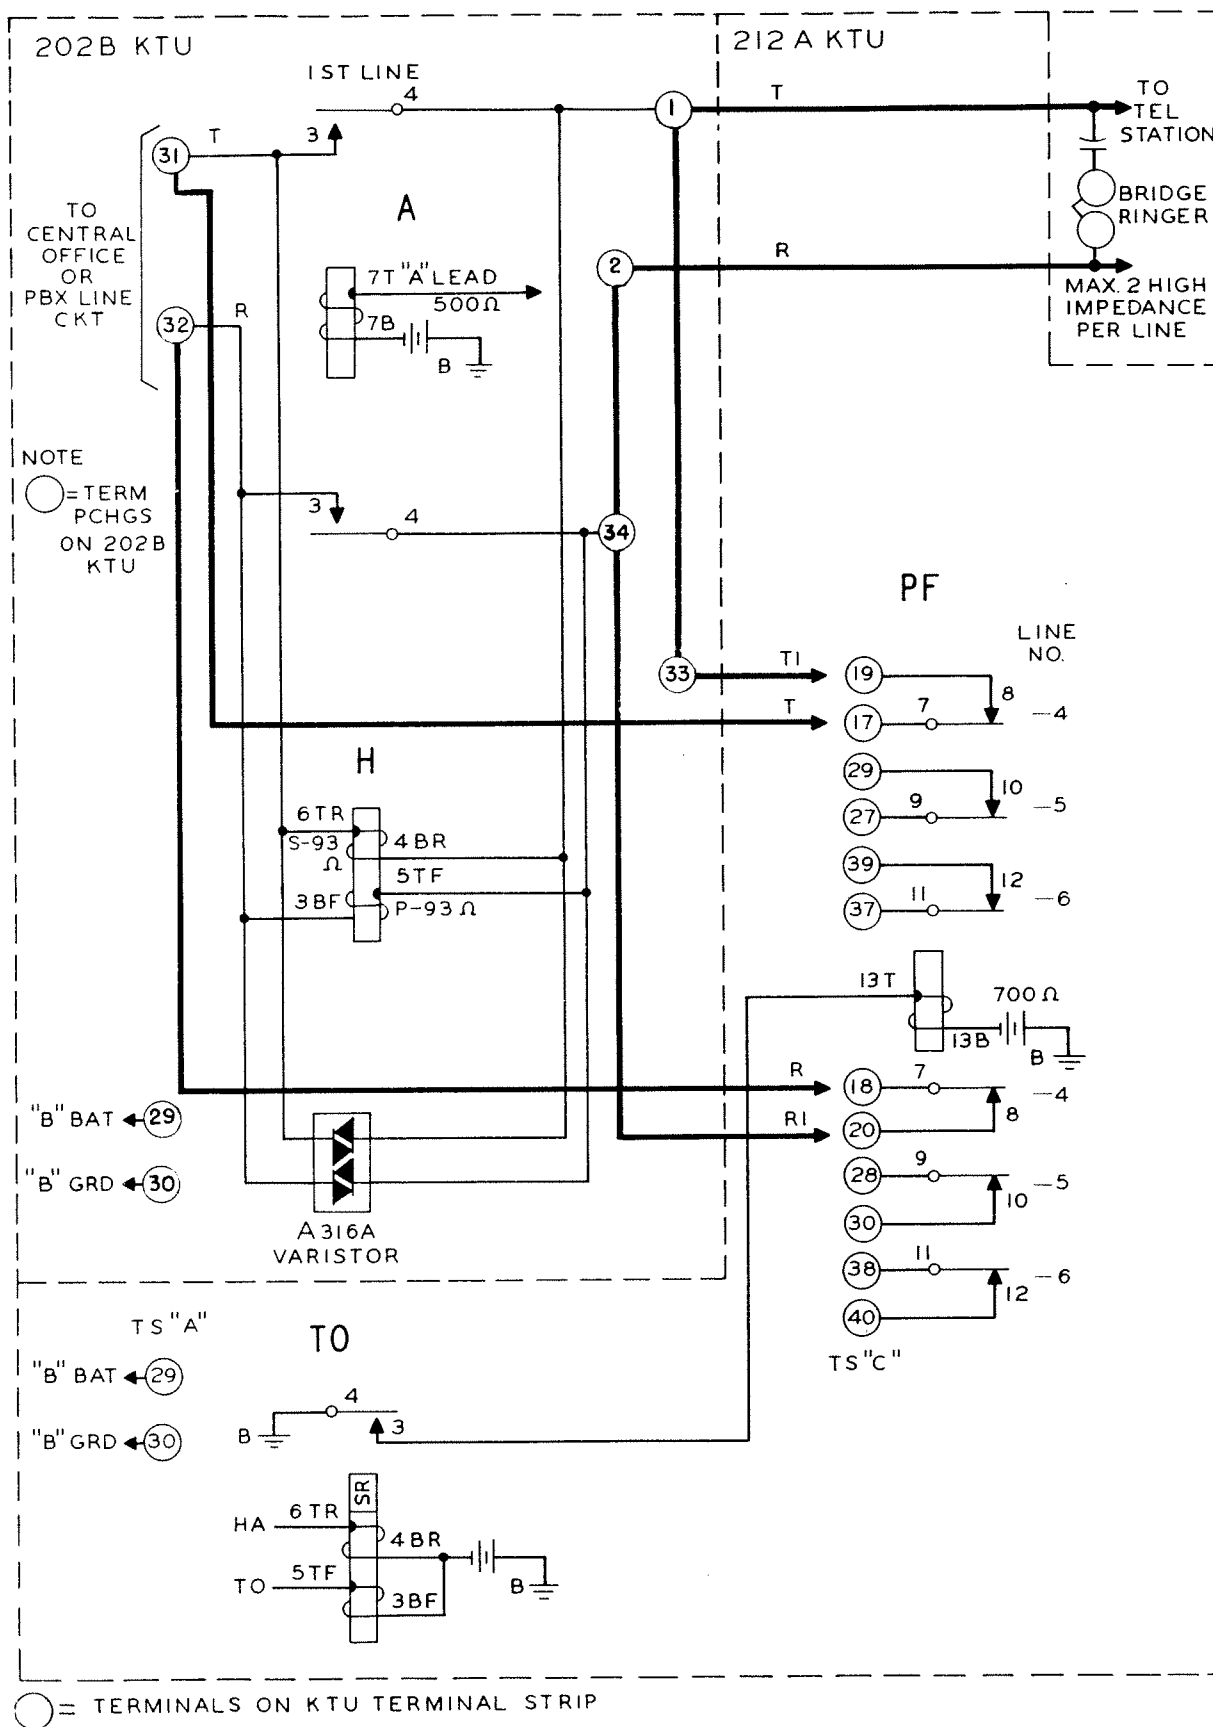 202B KTU
212 A KTU
1ST LINE
4
3
1
T
TO
TEL
STATION
31
T
BRIDGE
RINGER
TO
CENTRAL
OFFICE
OR
PBX LINE
CKT
A
2
R
7T "A" LEAD
500Ω
7B
B
MAX. 2 HIGH
IMPEDANCE
PER LINE
32
R
NOTE
= TERM
PCHGS
ON 202B
KTU
3
4
34
PF
LINE
NO.
33
T1
19
8
T
17
7
-4
29
10
27
9
-5
39
12
37
11
-6
H
6TR
S-93
Ω
4BR
5TF
3BF
P-93Ω
13T
700Ω
13B
B
R
18
7
-4
8
R1
20
28
9
-5
10
30
38
11
-6
12
40
TS "C"
"B" BAT
29
"B" GRD
30
A316A
VARISTOR
TS "A"
TO
"B" BAT
29
"B" GRD
30
4
3
B
SR
HA
6TR
4BR
TO
5TF
3BF
B
= TERMINALS ON KTU TERMINAL STRIP